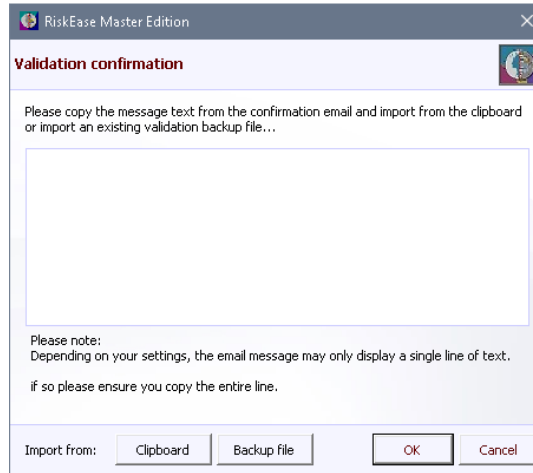 RiskEase Master Edition
Validation confirmation
Please copy the message text from the confirmation email and import from the clipboard
or import an existing validation backup file...
Please note:
Depending on your settings, the email message may only display a single line of text.
if so please ensure you copy the entire line.
Import from: Clipboard Backup file OK Cancel